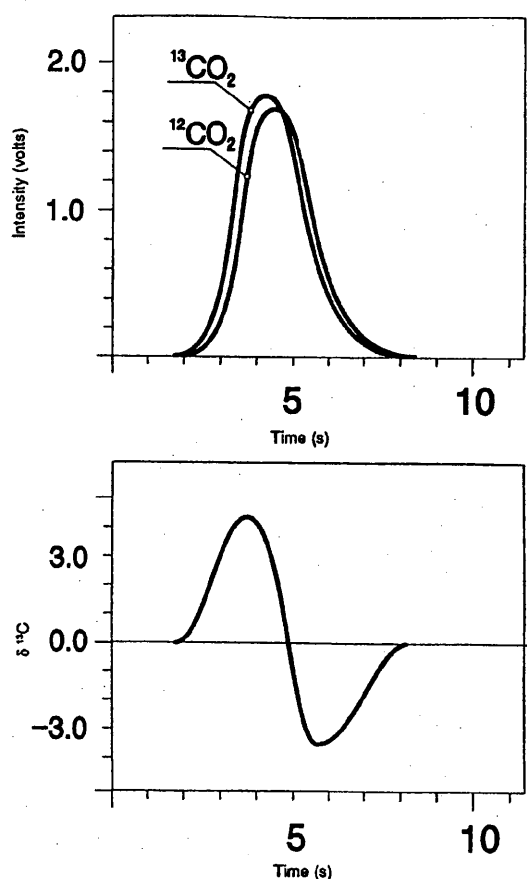 2.0
¹³CO₂
¹²CO₂
1.0
Intensity (volts)
5
10
Time (s)
3.0
0.0
−3.0
δ ¹³C
5
10
Time (s)